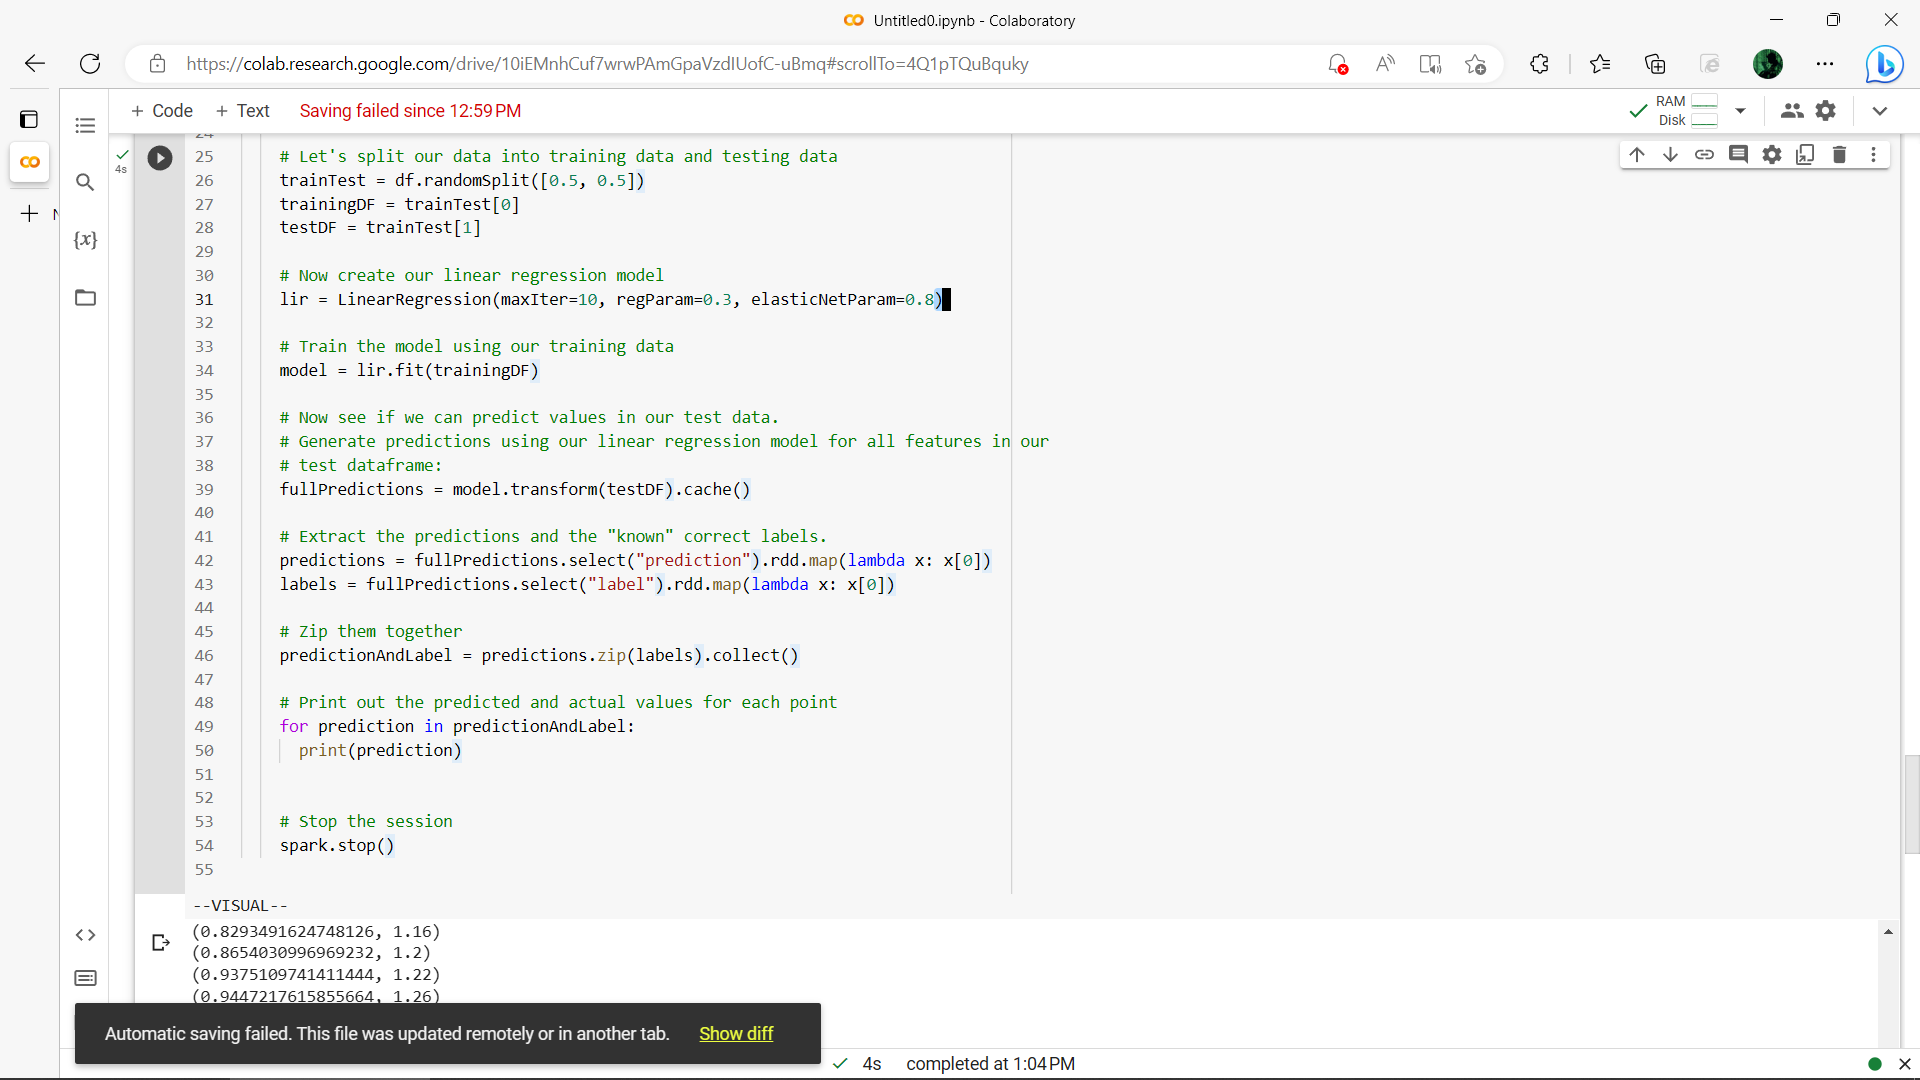 Untitled0.ipynb - Colaboratory
https://colab.research.google.com/drive/10iEMnhCuf7wrwPAmGpaVzdIUofC-uBmq#scrollTo=4Q1pTQuBquky
+ Code + Text Saving failed since 12:59 PM
RAM
Disk
4s
24
25 # Let's split our data into training data and testing data
26 trainTest = df.randomSplit([0.5, 0.5])
27 trainingDF = trainTest[0]
28 testDF = trainTest[1]
29
30 # Now create our linear regression model
31 lir = LinearRegression(maxIter=10, regParam=0.3, elasticNetParam=0.8)
32
33 # Train the model using our training data
34 model = lir.fit(trainingDF)
35
36 # Now see if we can predict values in our test data.
37 # Generate predictions using our linear regression model for all features in our
38 # test dataframe:
39 fullPredictions = model.transform(testDF).cache()
40
41 # Extract the predictions and the "known" correct labels.
42 predictions = fullPredictions.select("prediction").rdd.map(lambda x: x[0])
43 labels = fullPredictions.select("label").rdd.map(lambda x: x[0])
44
45 # Zip them together
46 predictionAndLabel = predictions.zip(labels).collect()
47
48 # Print out the predicted and actual values for each point
49 for prediction in predictionAndLabel:
50 print(prediction)
51
52
53 # Stop the session
54 spark.stop()
55
--VISUAL--
(0.8293491624748126, 1.16)
(0.8654030996969232, 1.2)
(0.9375109741411444, 1.22)
(0.9447217615855664, 1.26)
Automatic saving failed. This file was updated remotely or in another tab. Show diff
4s completed at 1:04 PM